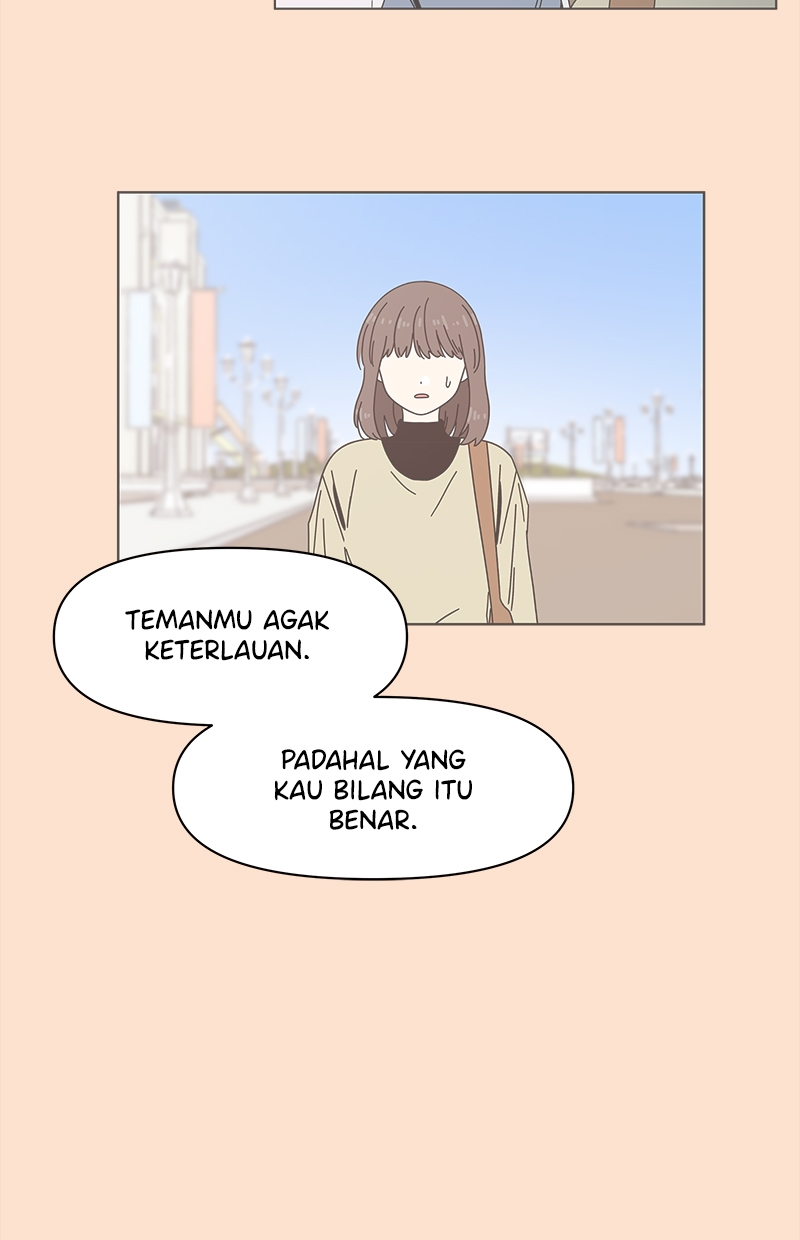 TEMANMU AGAK
KETERLAUAN.
PADAHAL YANG
KAU BILANG ITU
BENAR.